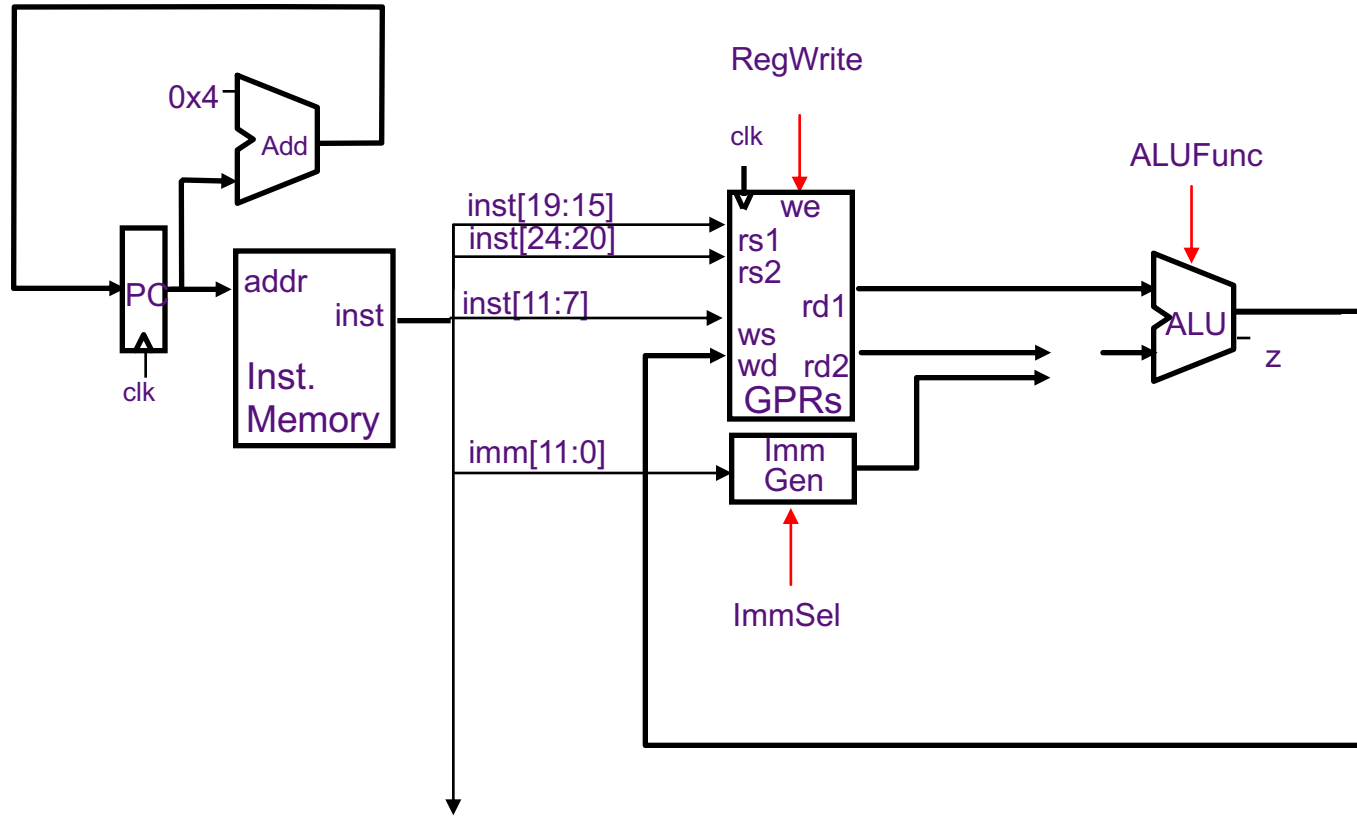 RegWrite
0x4
Add
clk
ALUFunc
inst[19:15]
we
inst[24:20]
rs1
rs2
PC
addr
inst
inst[11:7]
rd1
ws
ALU
wd
rd2
z
clk
Inst.
Memory
GPRs
imm[11:0]
Imm
Gen
ImmSel